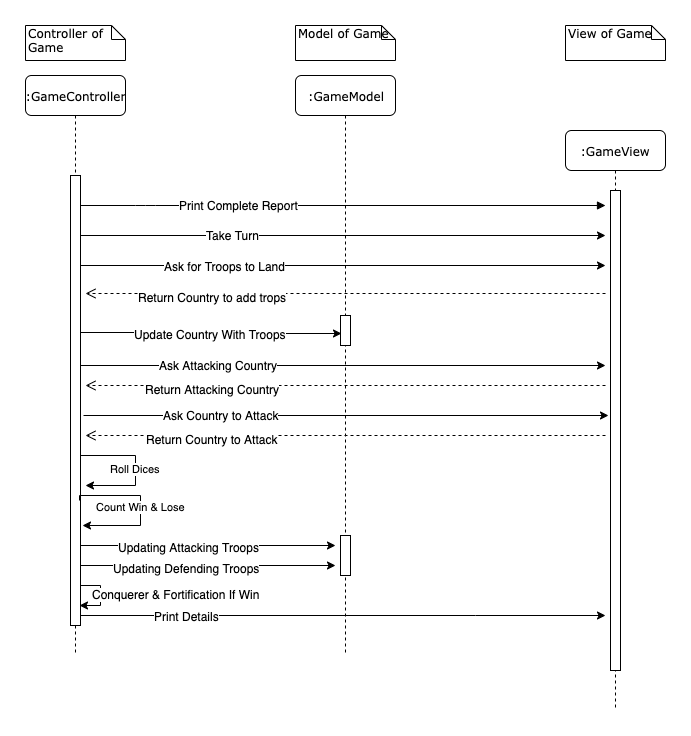 Controller of
Game
Model of Game
View of Game
:GameController
:GameModel
:GameView
Print Complete Report
Take Turn
Ask for Troops to Land
Return Country to add trops
Update Country With Troops
Ask Attacking Country
Return Attacking Country
Ask Country to Attack
Return Country to Attack
Roll Dices
Count Win & Lose
Updating Attacking Troops
Updating Defending Troops
Conquerer & Fortification If Win
Print Details